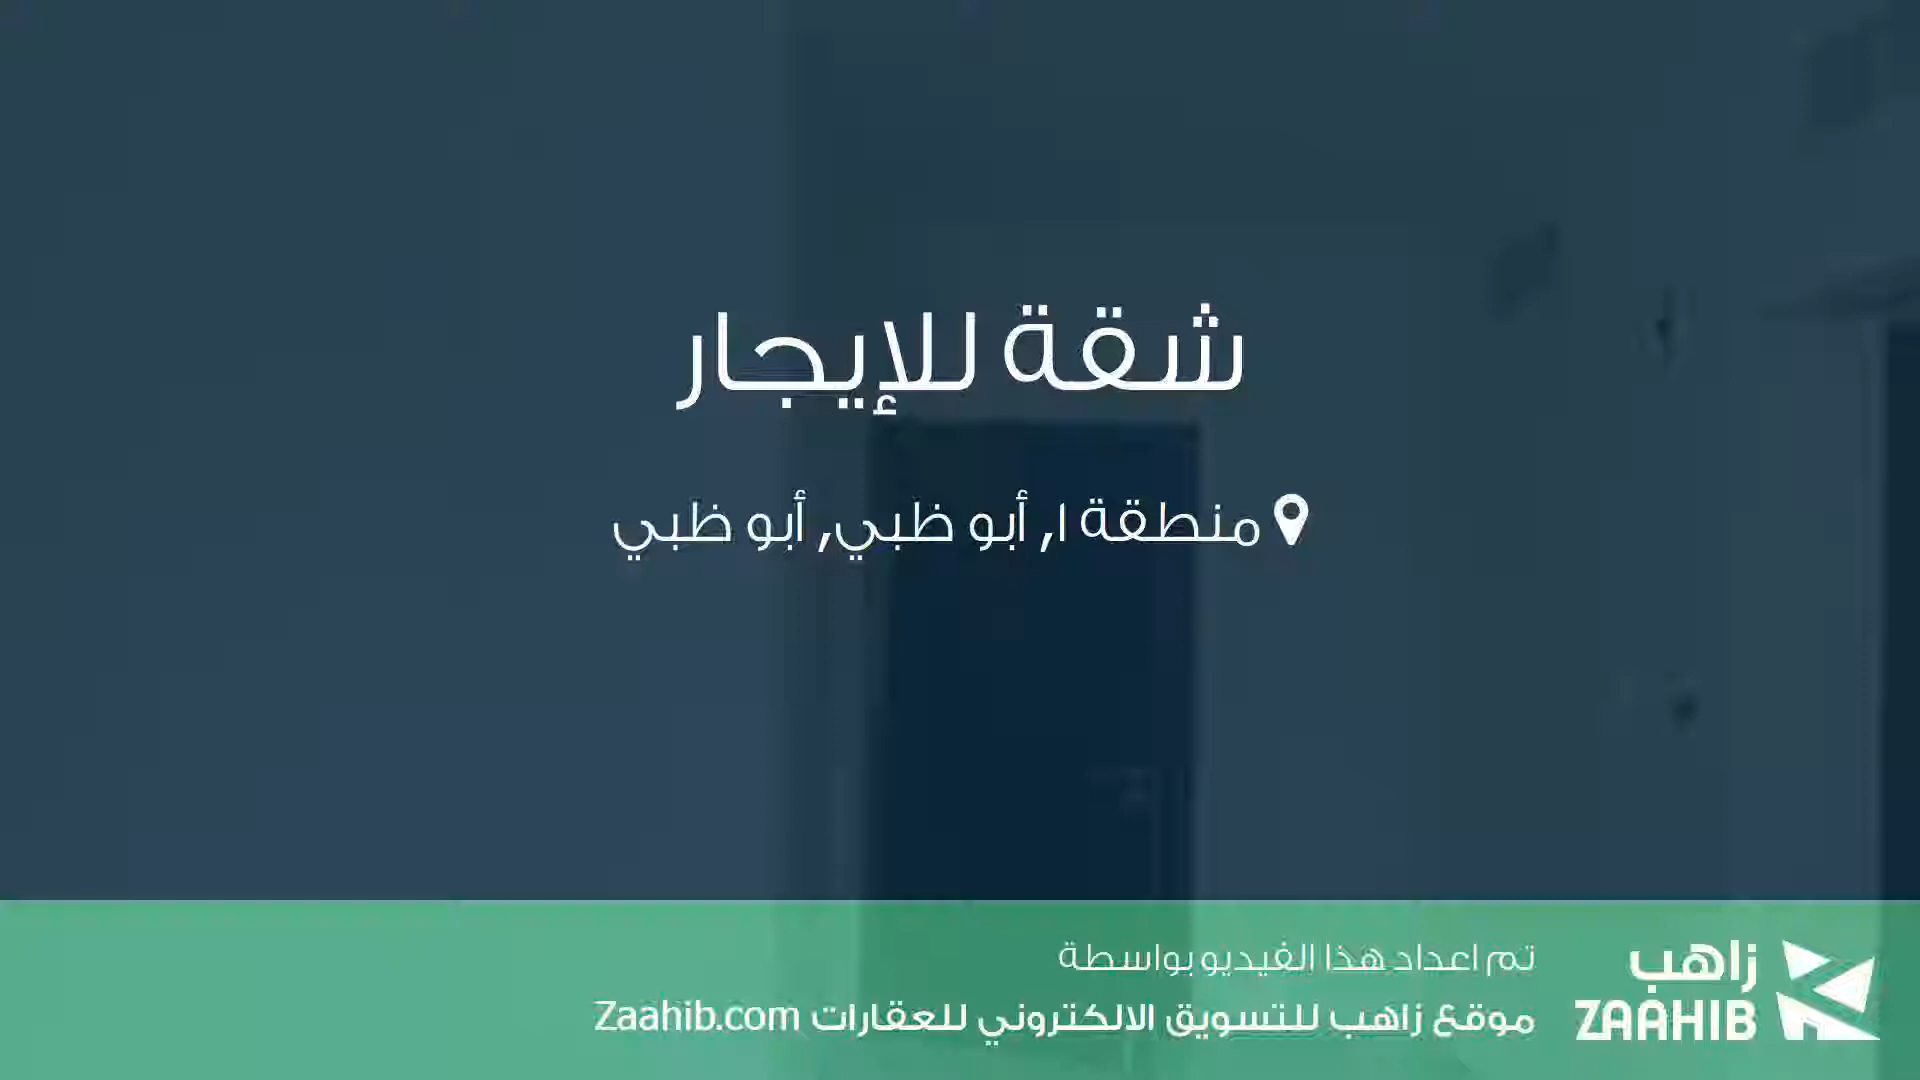 شقة للإيجار
منطقة ١, أبو ظبي, أبو ظبي
تم اعداد هذا الفيديو بواسطة
موقع زاهب للتسويق الالكتروني للعقارات Zaahib.com
زاهب
ZAAHIB